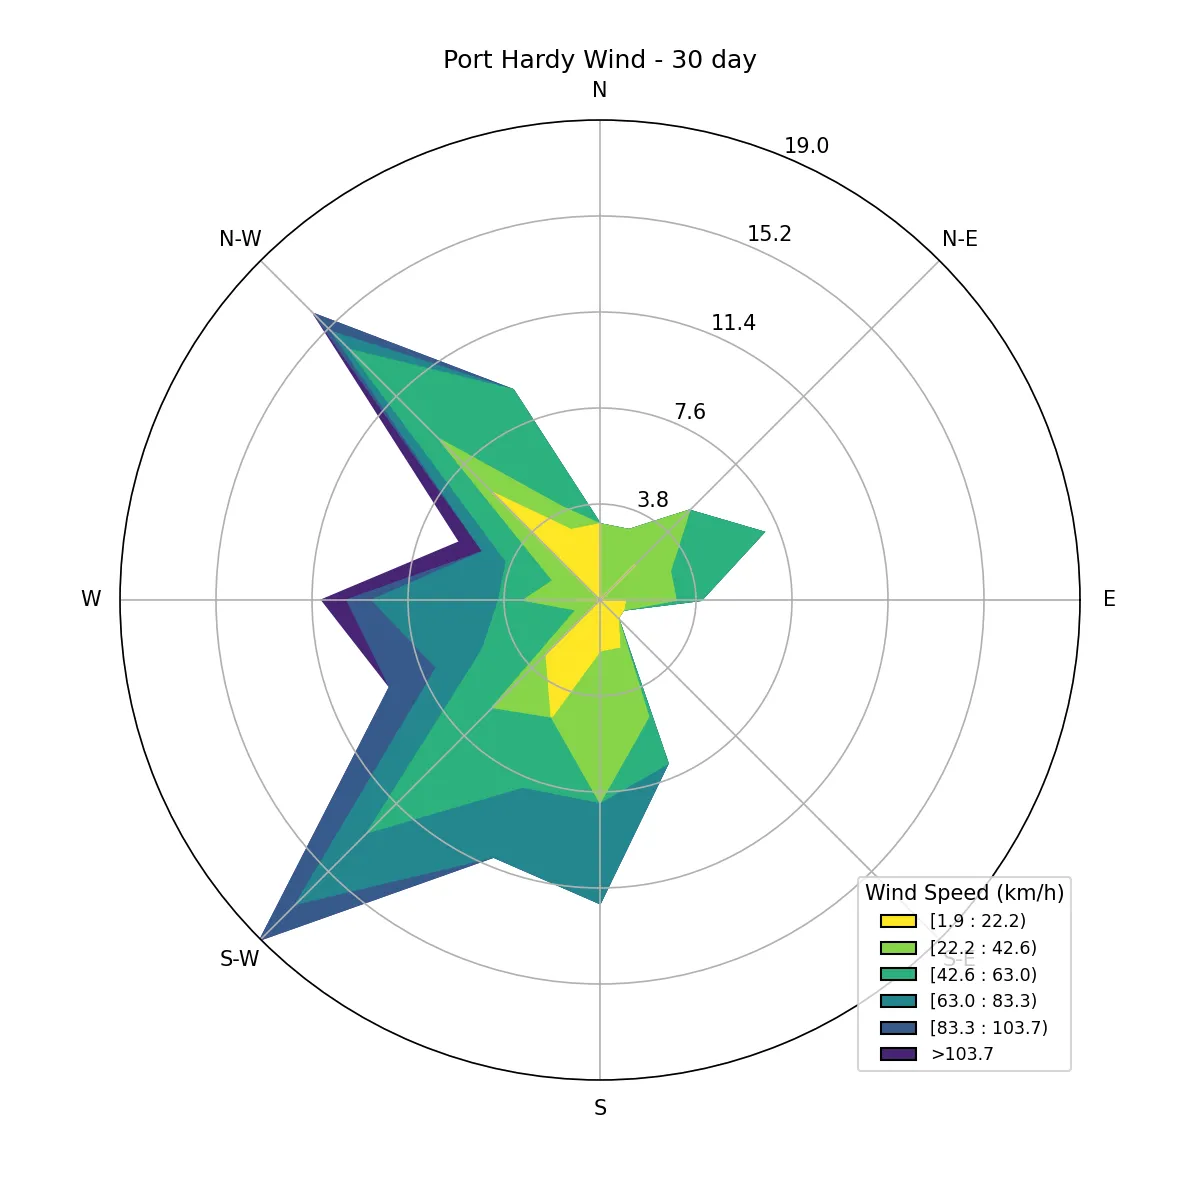 Port Hardy Wind - 30 day
N
19.0
N-W
15.2
N-E
11.4
7.6
3.8
W
E
Wind Speed (km/h)
[1.9 : 22.2)
[22.2 : 42.6)
S-W
S-E
[42.6 : 63.0)
[63.0 : 83.3)
[83.3 : 103.7)
>103.7
S